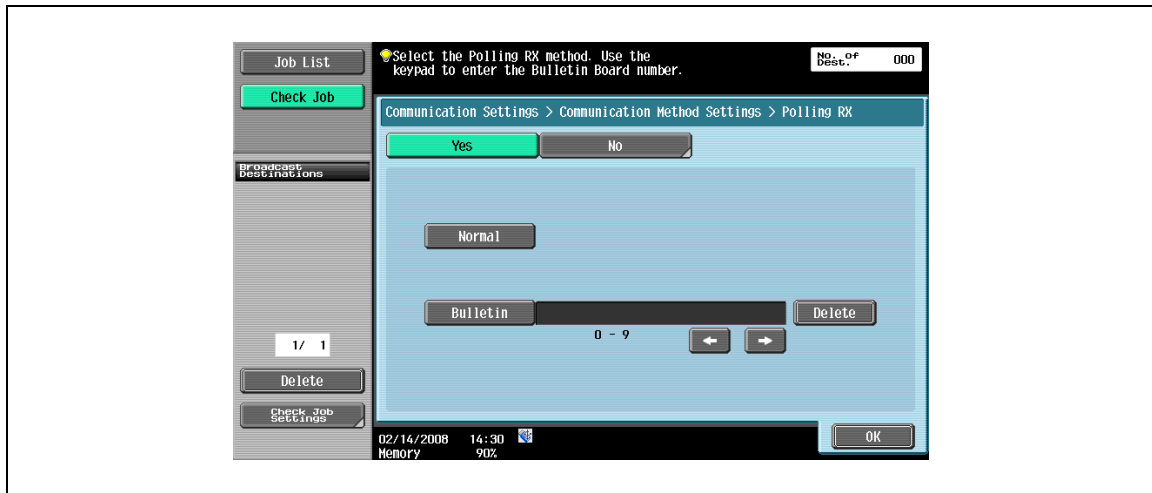 Job List
Check Job
Broadcast
Destinations
1/ 1
Delete
Check Job
Settings
Select the Polling RX method. Use the
keypad to enter the Bulletin Board number.
No. of
Dest.
000
Communication Settings > Communication Method Settings > Polling RX
Yes
No
Normal
Bulletin
Delete
0 - 9
02/14/2008 14:30
Memory 90%
OK